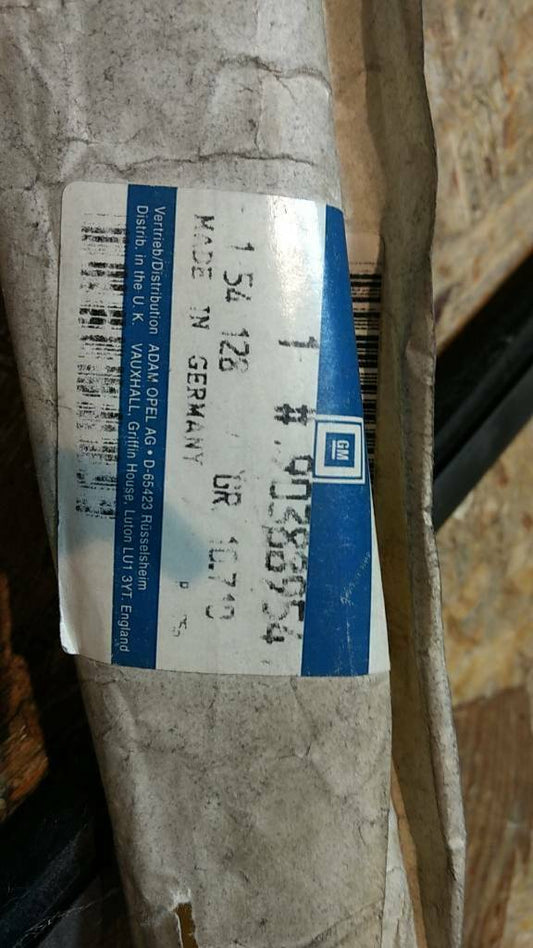 GM
1 #
1 54 128 GR 10.710
MADE IN GERMANY
Vertrieb/Distribution ADAM OPEL AG • D-65423 Rüsselsheim
Distrib. in the U. K. VAUXHALL, Griffin House, Luton LU1 3YT. England